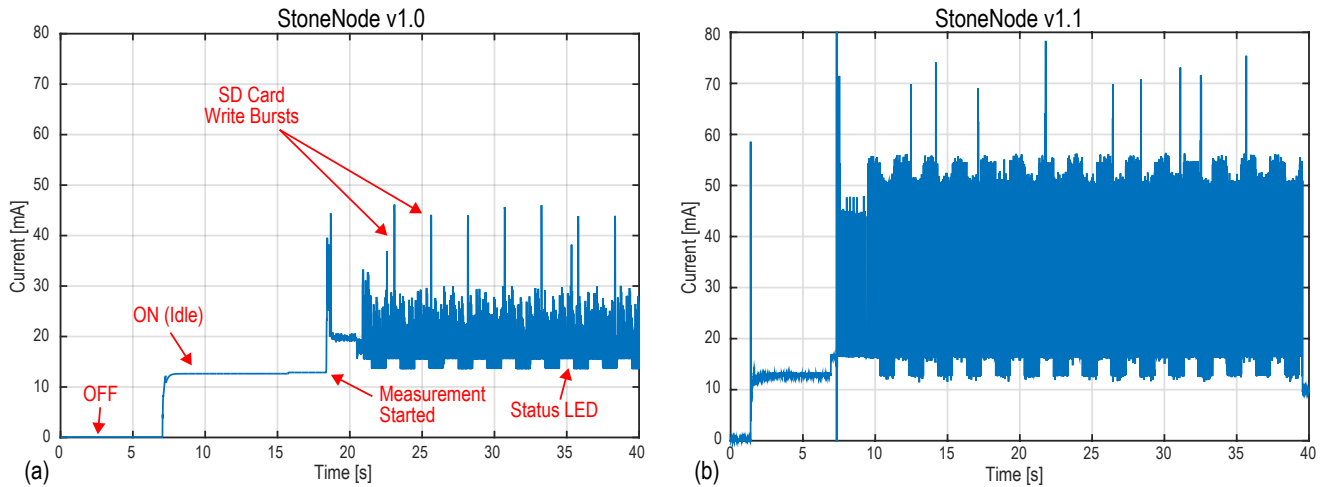 StoneNode v1.0
80
70
60
50
40
30
20
10
0
Current [mA]
SD Card
Write Bursts
ON (Idle)
OFF
Measurement
Started
Status LED
0 5 10 15 20 25 30 35 40
Time [s]
(a)
StoneNode v1.1
80
70
60
50
40
30
20
10
0
Current [mA]
0 5 10 15 20 25 30 35 40
Time [s]
(b)